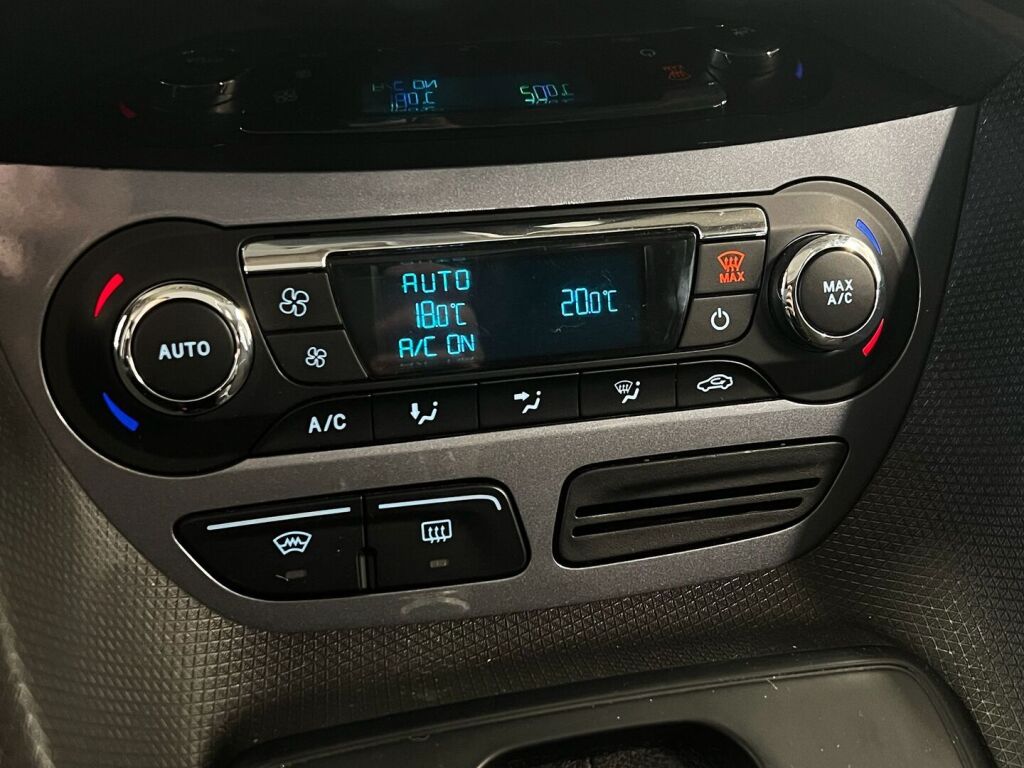 AUTO
18.0°C
A/C ON
20.0°C
MAX
AUTO
MAX
A/C
A/C